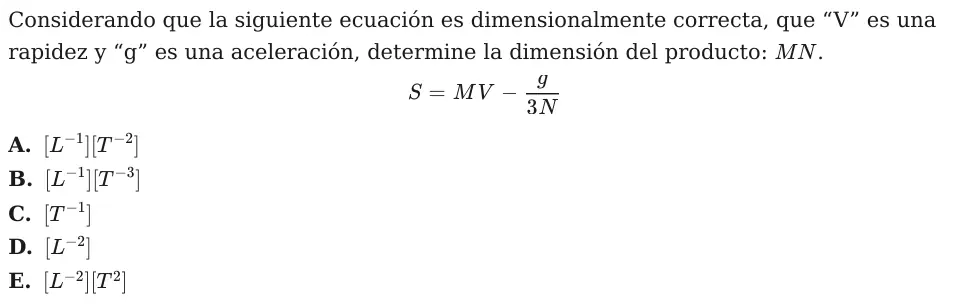 Considerando que la siguiente ecuación es dimensionalmente correcta, que “V” es una
rapidez y “g” es una aceleración, determine la dimensión del producto: MN.
S = MV − g/3N
A. [L⁻¹][T⁻²]
B. [L⁻¹][T⁻³]
C. [T⁻¹]
D. [L⁻²]
E. [L⁻²][T²]